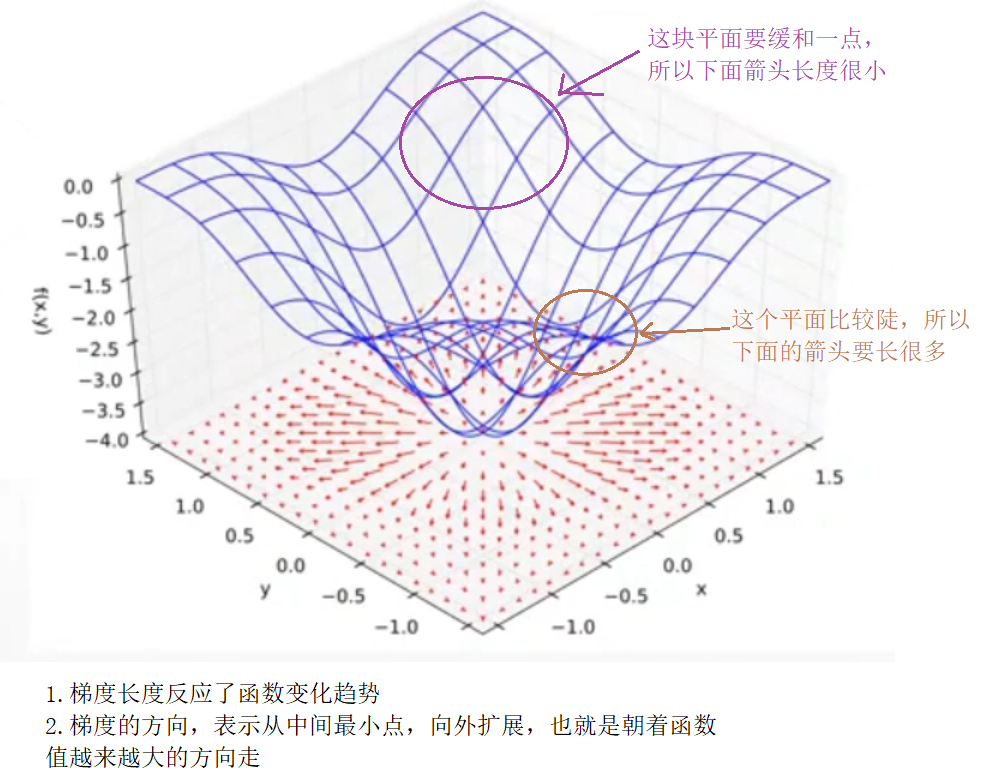 这块平面要缓和一点，
所以下面箭头长度很小
0.0
−0.5
−1.0
−1.5
−2.0
−2.5
−3.0
−3.5
−4.0
f(x,y)
这个平面比较陡，所以
下面的箭头要长很多
1.5
1.0
0.5
0.0
−0.5
−1.0
y
1.5
1.0
0.5
0.0
−0.5
−1.0
x
1.梯度长度反应了函数变化趋势
2.梯度的方向，表示从中间最小点，向外扩展，也就是朝着函数
值越来越大的方向走